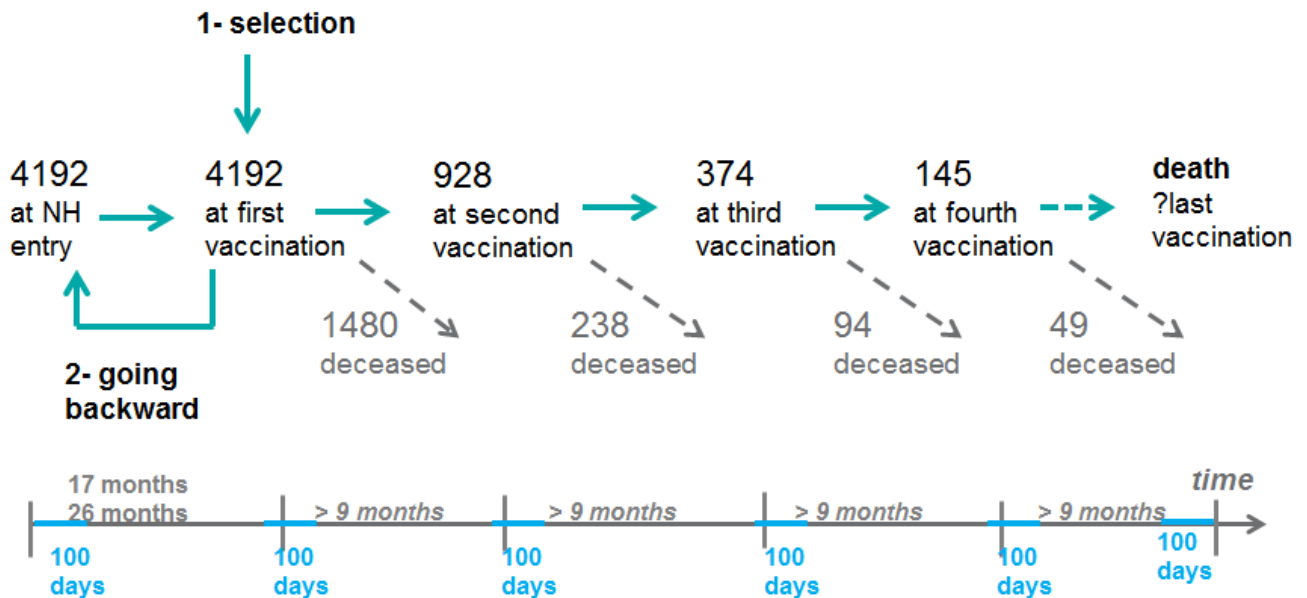 1- selection
4192
at NH
entry
4192
at first
vaccination
928
at second
vaccination
374
at third
vaccination
145
at fourth
vaccination
death
?last
vaccination
1480
deceased
238
deceased
94
deceased
49
deceased
2- going
backward
17 months
26 months
> 9 months
> 9 months
> 9 months
> 9 months
time
100
days
100
days
100
days
100
days
100
days
100
days